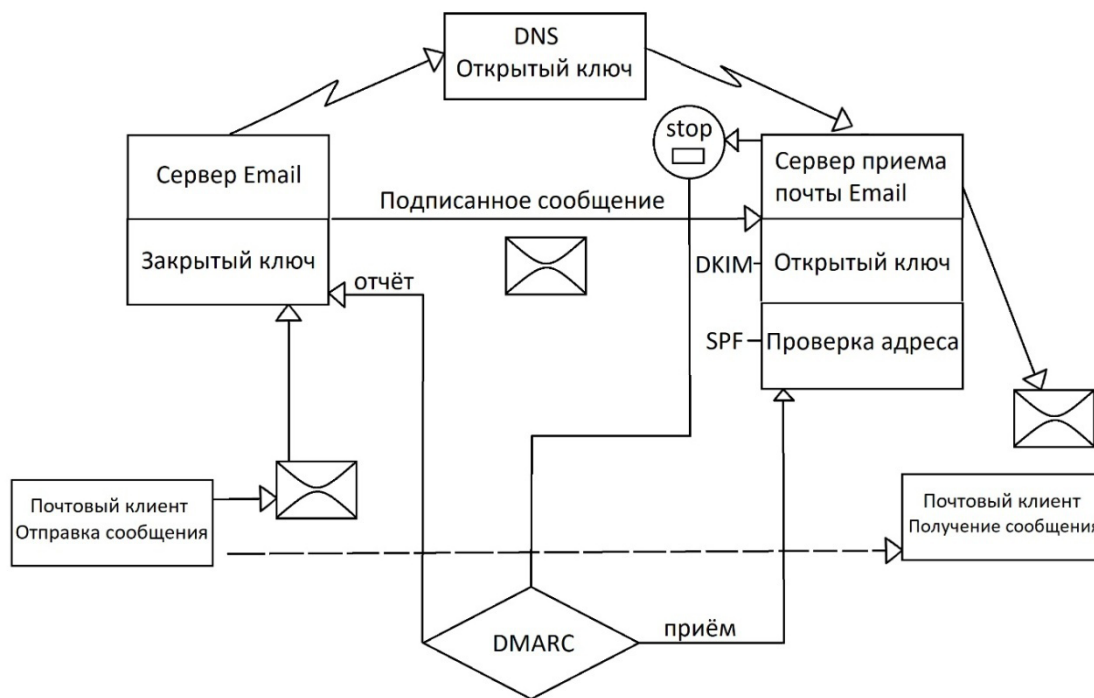 DNS
Открытый ключ
stop
Сервер Email
Сервер приема
почты Email
Подписанное сообщение
Закрытый ключ
DKIM
Открытый ключ
отчёт
SPF
Проверка адреса
Почтовый клиент
Отправка сообщения
Почтовый клиент
Получение сообщения
DMARC
приём